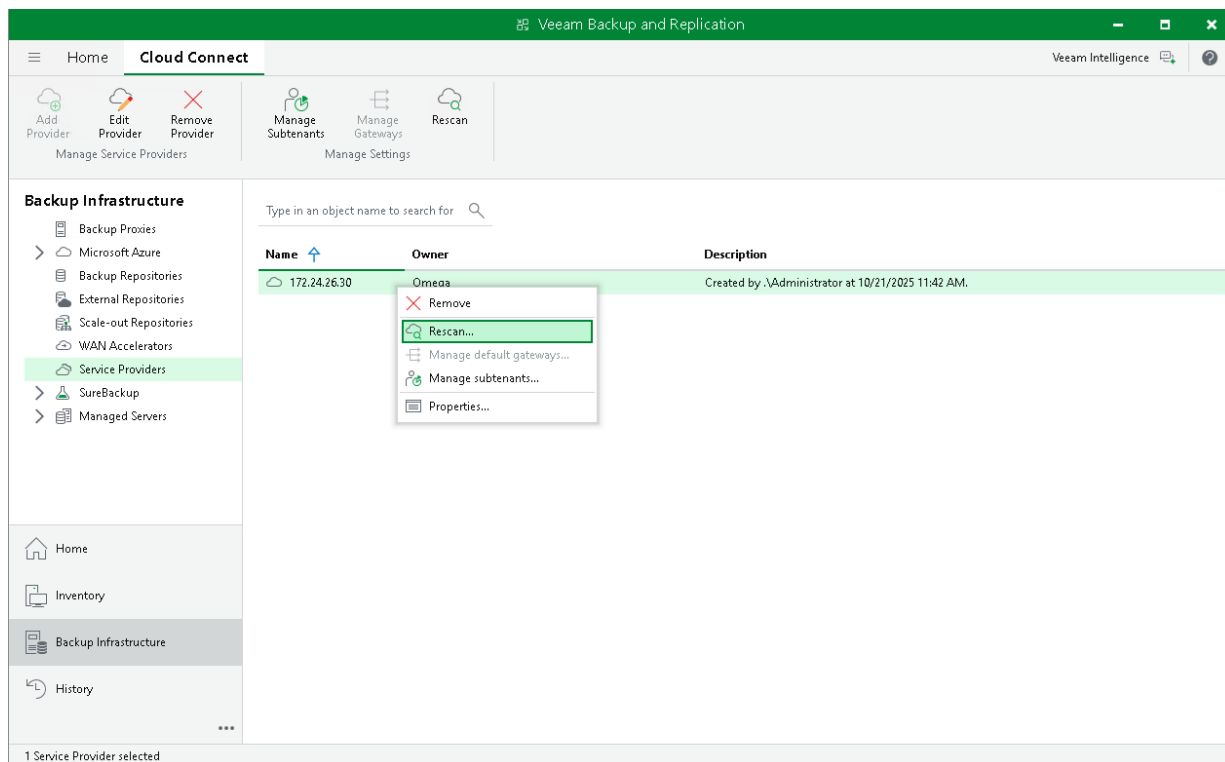 Veeam Backup and Replication
Home
Cloud Connect
Veeam Intelligence
Add
Provider
Edit
Provider
Remove
Provider
Manage Service Providers
Manage
Subtenants
Manage
Gateways
Rescan
Manage Settings
Backup Infrastructure
Backup Proxies
Microsoft Azure
Backup Repositories
External Repositories
Scale-out Repositories
WAN Accelerators
Service Providers
SureBackup
Managed Servers
Type in an object name to search for
Name
Owner
Description
172.24.26.30
Omega
Created by .\Administrator at 10/21/2025 11:42 AM.
Remove
Rescan...
Manage default gateways...
Manage subtenants...
Properties...
Home
Inventory
Backup Infrastructure
History
1 Service Provider selected